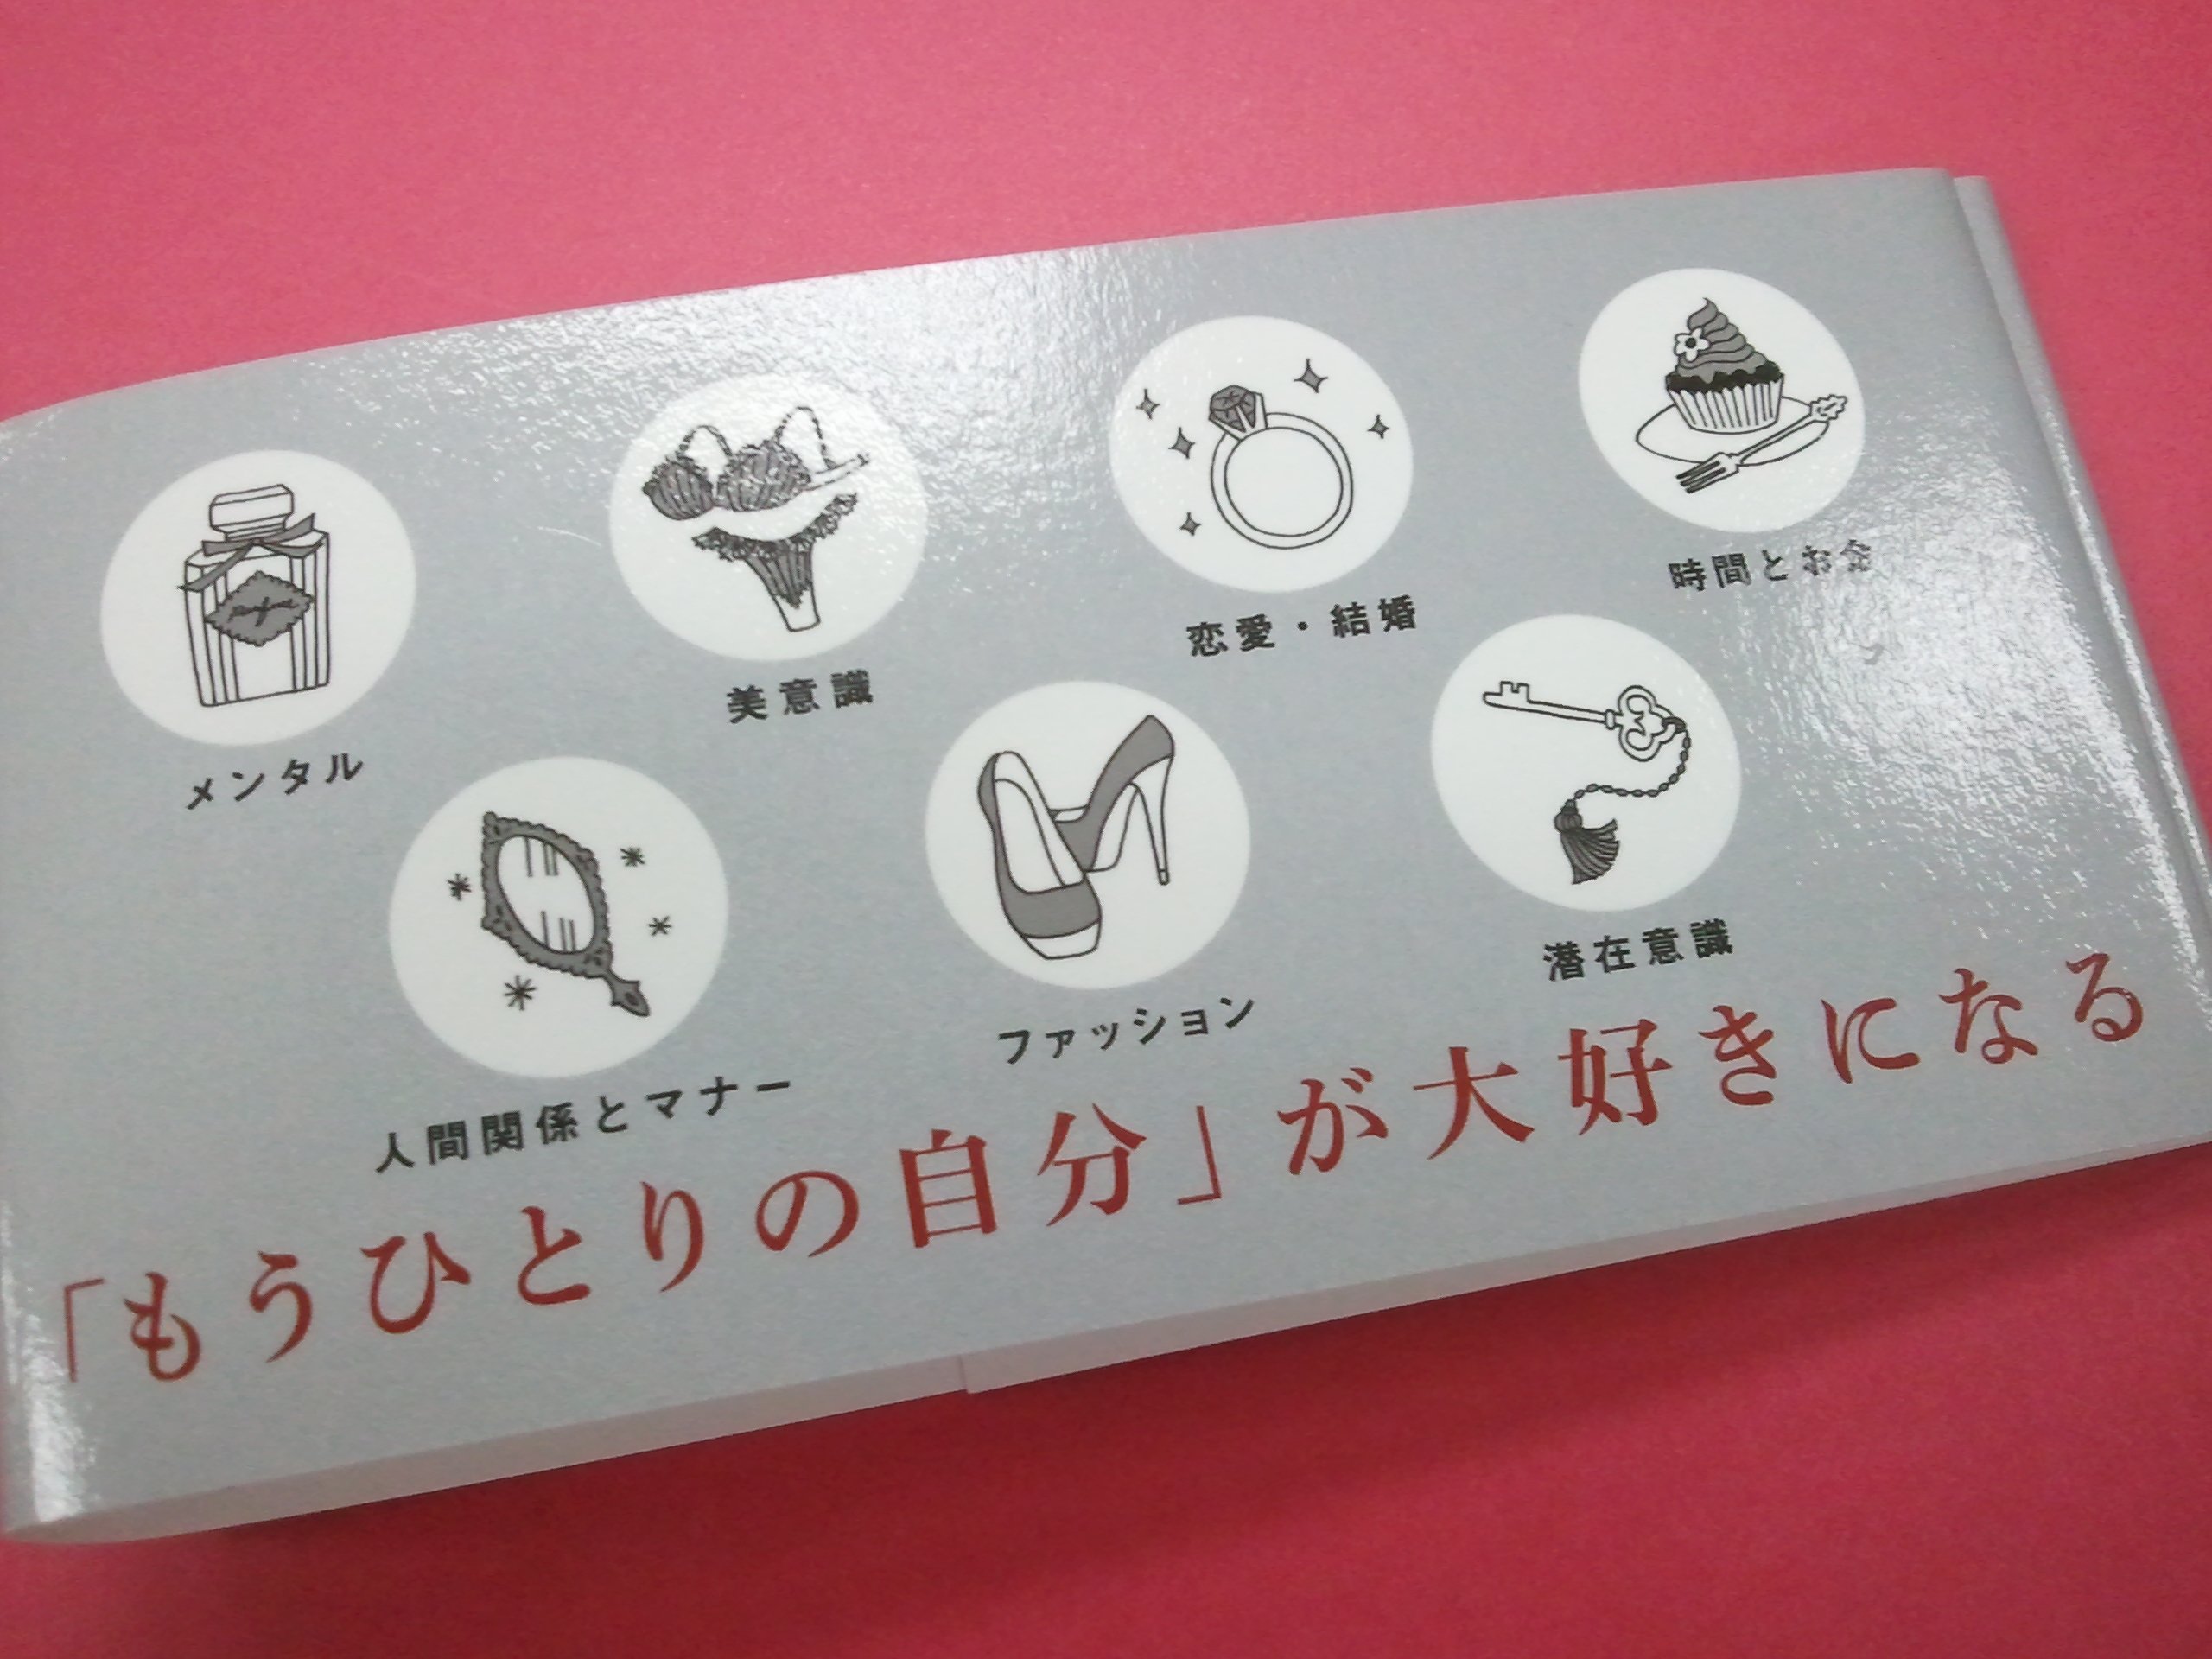 メンタル
美意識
恋愛・結婚
時間とお金
人間関係とマナー
ファッション
潜在意識
「もうひとりの自分」が大好きになる